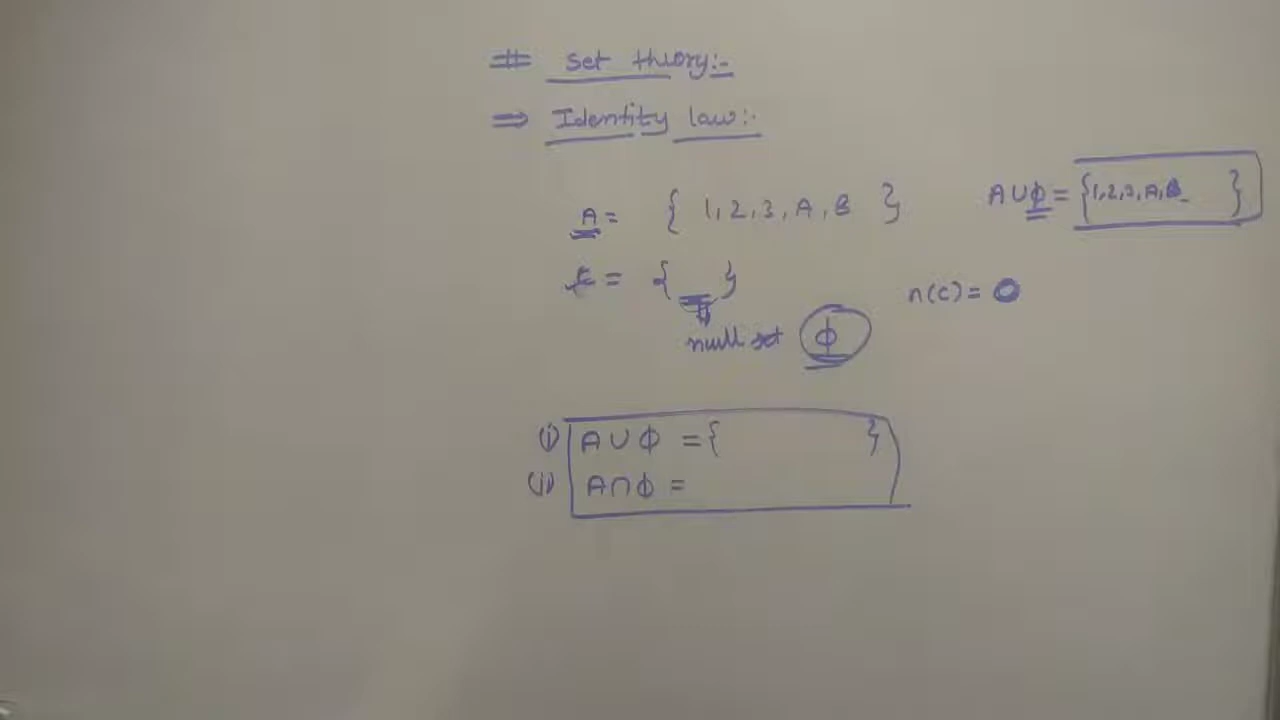 # Set theory:-
⇒ Identity law:-
A = { 1, 2, 3, A, B }
A∪ϕ = {1, 2, 3, A, B }
= { }
n(c) = 0
null set ϕ
(i) A∪ϕ = { }
(ii) A∩ϕ =